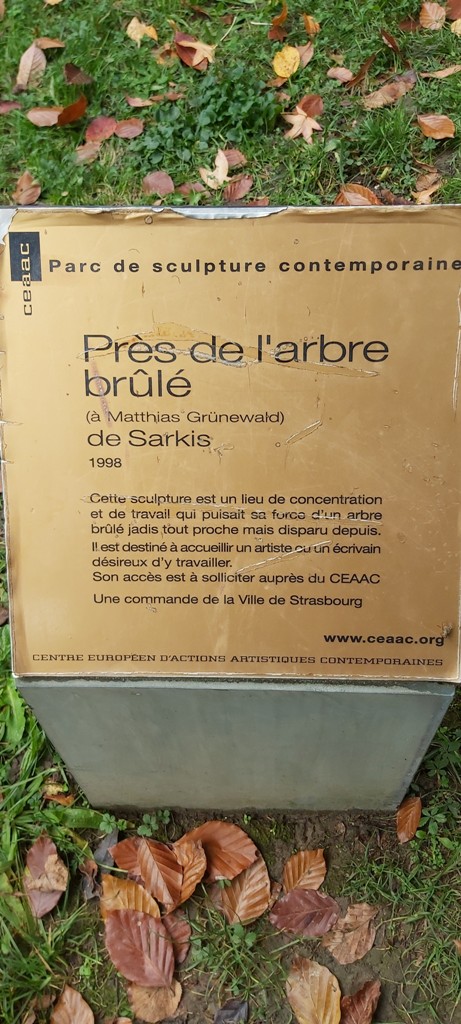 ceaac
Parc de sculpture contemporaine
Près de l'arbre
brûlé
(à Matthias Grünewald)
de Sarkis
1998
Cette sculpture est un lieu de concentration
et de travail qui puisait sa force d'un arbre
brûlé jadis tout proche mais disparu depuis.
Il est destiné à accueillir un artiste ou un écrivain
désireux d'y travailler.
Son accès est à solliciter auprès du CEAAC
Une commande de la Ville de Strasbourg
www.ceaac.org
CENTRE EUROPÉEN D'ACTIONS ARTISTIQUES CONTEMPORAINES